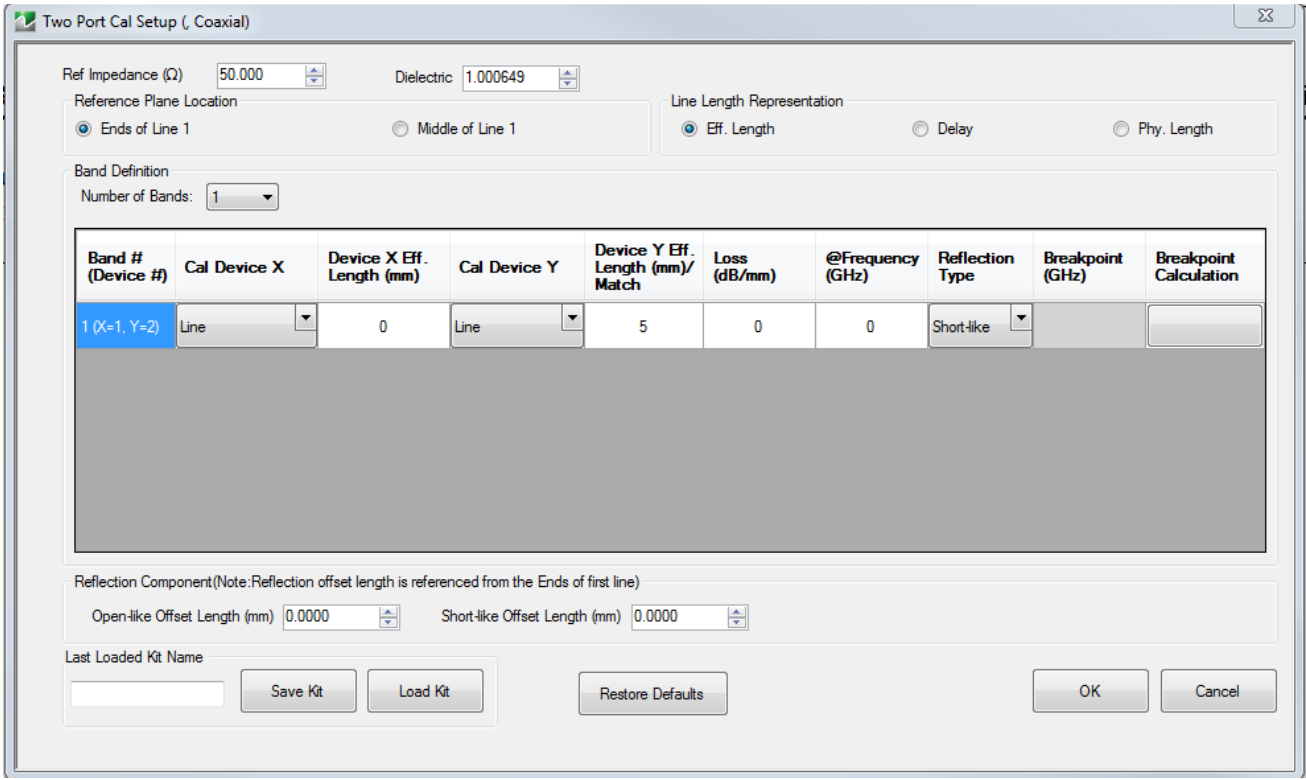 Two Port Cal Setup (, Coaxial)
Ref Impedance (Ω) 50.000 Dielectric 1.000649
Reference Plane Location Line Length Representation
Ends of Line 1 Middle of Line 1 Eff. Length Delay Phy. Length
Band Definition
Number of Bands: 1
Band # (Device #) Cal Device X Device X Eff. Length (mm) Cal Device Y Device Y Eff. Length (mm)/ Match Loss (dB/mm) @Frequency (GHz) Reflection Type Breakpoint (GHz) Breakpoint Calculation
1 (X=1, Y=2) Line 0 Line 5 0 0 Short-like
Reflection Component(Note:Reflection offset length is referenced from the Ends of first line)
Open-like Offset Length (mm) 0.0000 Short-like Offset Length (mm) 0.0000
Last Loaded Kit Name
Save Kit Load Kit Restore Defaults OK Cancel